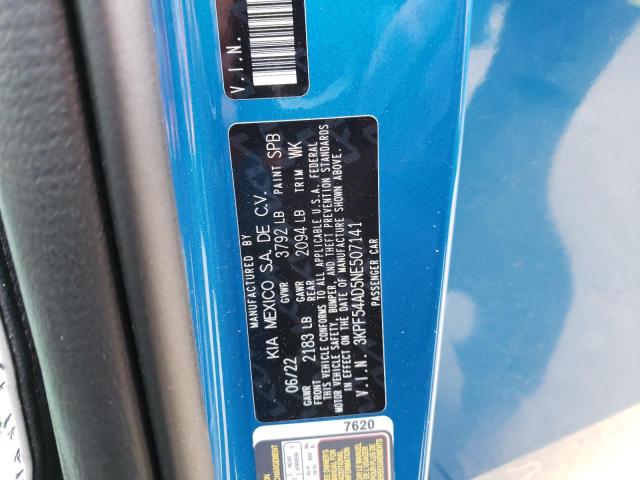 V.I.N
MANUFACTURED BY
KIA MEXICO S.A. DE C.V.
06/22 GVWR 3792 LB PAINT SPB
GAWR FRONT 2183 LB GAWR REAR 2094 LB TRIM WK
THIS VEHICLE CONFORMS TO ALL APPLICABLE U.S.A. FEDERAL
MOTOR VEHICLE SAFETY, BUMPER, AND THEFT PREVENTION STANDARDS
IN EFFECT ON THE DATE OF MANUFACTURE SHOWN ABOVE.
V.I.N. 3KPF54AD5NE507141
PASSENGER CAR
7620
REAR